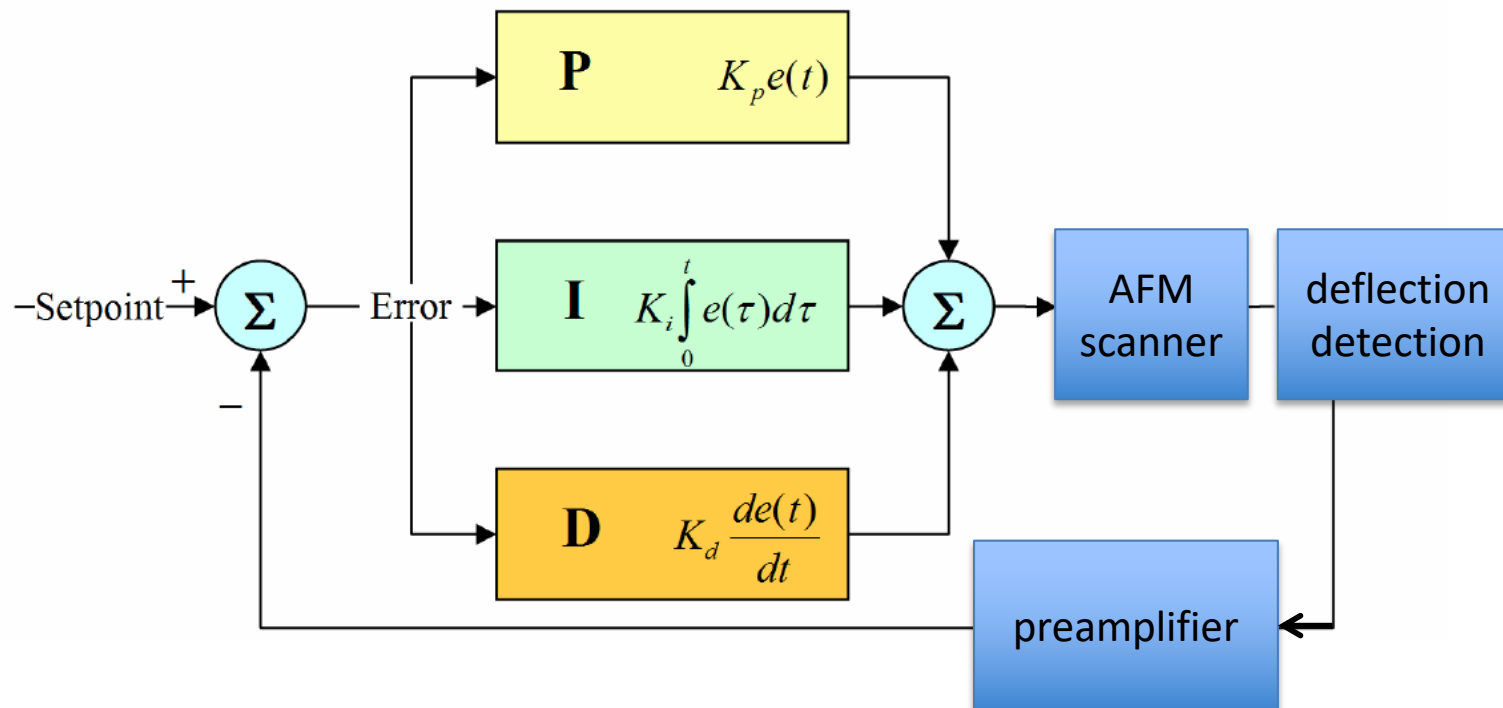 P K_p e(t)
–Setpoint
+
Σ
–
Error
I K_i ∫_0^t e(τ)dτ
Σ
AFM
scanner
deflection
detection
D K_d de(t)/dt
preamplifier